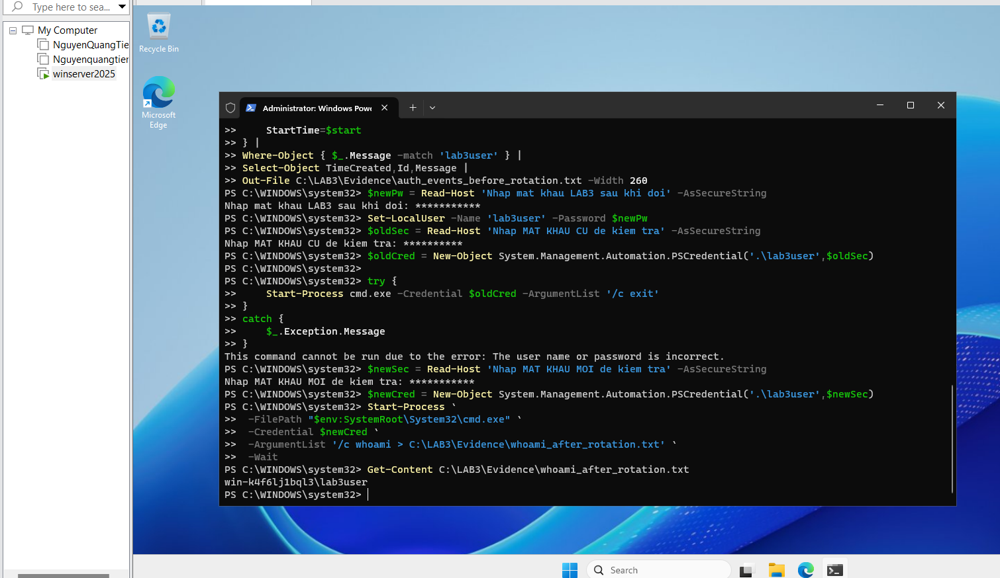 Type here to sea...
My Computer
NguyenQuangTie
Nguyenquangtier
winserver2025
Recycle Bin
Microsoft
Edge
Administrator: Windows Powe
>>     StartTime=$start
>> } |
>> Where-Object { $_.Message -match 'lab3user' } |
>> Select-Object TimeCreated,Id,Message |
>> Out-File C:\LAB3\Evidence\auth_events_before_rotation.txt -Width 260
PS C:\WINDOWS\system32> $newPw = Read-Host 'Nhap mat khau LAB3 sau khi doi' -AsSecureString
Nhap mat khau LAB3 sau khi doi: ***********
PS C:\WINDOWS\system32> Set-LocalUser -Name 'lab3user' -Password $newPw
PS C:\WINDOWS\system32> $oldSec = Read-Host 'Nhap MAT KHAU CU de kiem tra' -AsSecureString
Nhap MAT KHAU CU de kiem tra: **********
PS C:\WINDOWS\system32> $oldCred = New-Object System.Management.Automation.PSCredential('.\lab3user',$oldSec)
PS C:\WINDOWS\system32>
PS C:\WINDOWS\system32> try {
>>     Start-Process cmd.exe -Credential $oldCred -ArgumentList '/c exit'
>> }
>> catch {
>>     $_.Exception.Message
>> }
This command cannot be run due to the error: The user name or password is incorrect.
PS C:\WINDOWS\system32> $newSec = Read-Host 'Nhap MAT KHAU MOI de kiem tra' -AsSecureString
Nhap MAT KHAU MOI de kiem tra: ***********
PS C:\WINDOWS\system32> $newCred = New-Object System.Management.Automation.PSCredential('.\lab3user',$newSec)
PS C:\WINDOWS\system32> Start-Process `
>>  -FilePath "$env:SystemRoot\System32\cmd.exe" `
>>  -Credential $newCred `
>>  -ArgumentList '/c whoami > C:\LAB3\Evidence\whoami_after_rotation.txt' `
>>  -Wait
PS C:\WINDOWS\system32> Get-Content C:\LAB3\Evidence\whoami_after_rotation.txt
win-k4f6lj1bql3\lab3user
PS C:\WINDOWS\system32>
Search